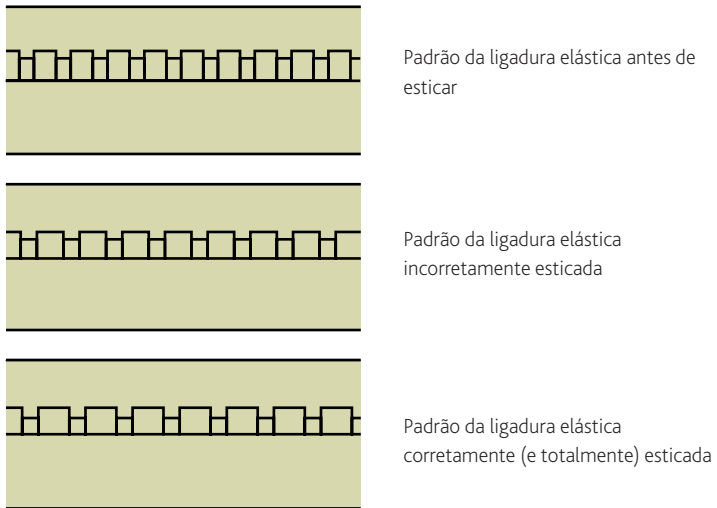 Padrão da ligadura elástica antes de
esticar
Padrão da ligadura elástica
incorretamente esticada
Padrão da ligadura elástica
corretamente (e totalmente) esticada